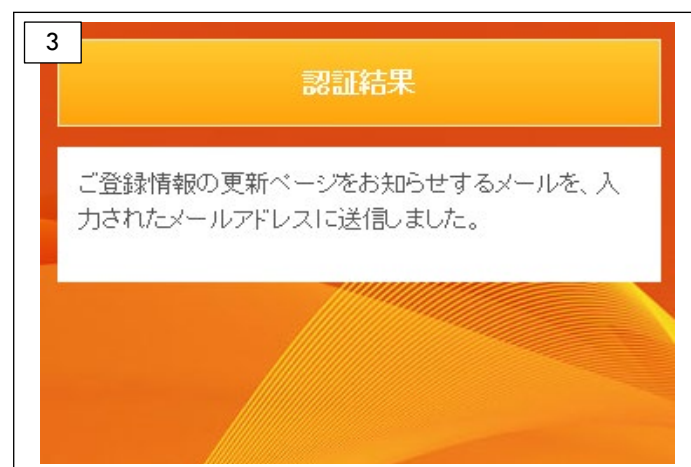 3
認証結果
ご登録情報の更新ページをお知らせするメールを、入
力されたメールアドレスに送信しました。